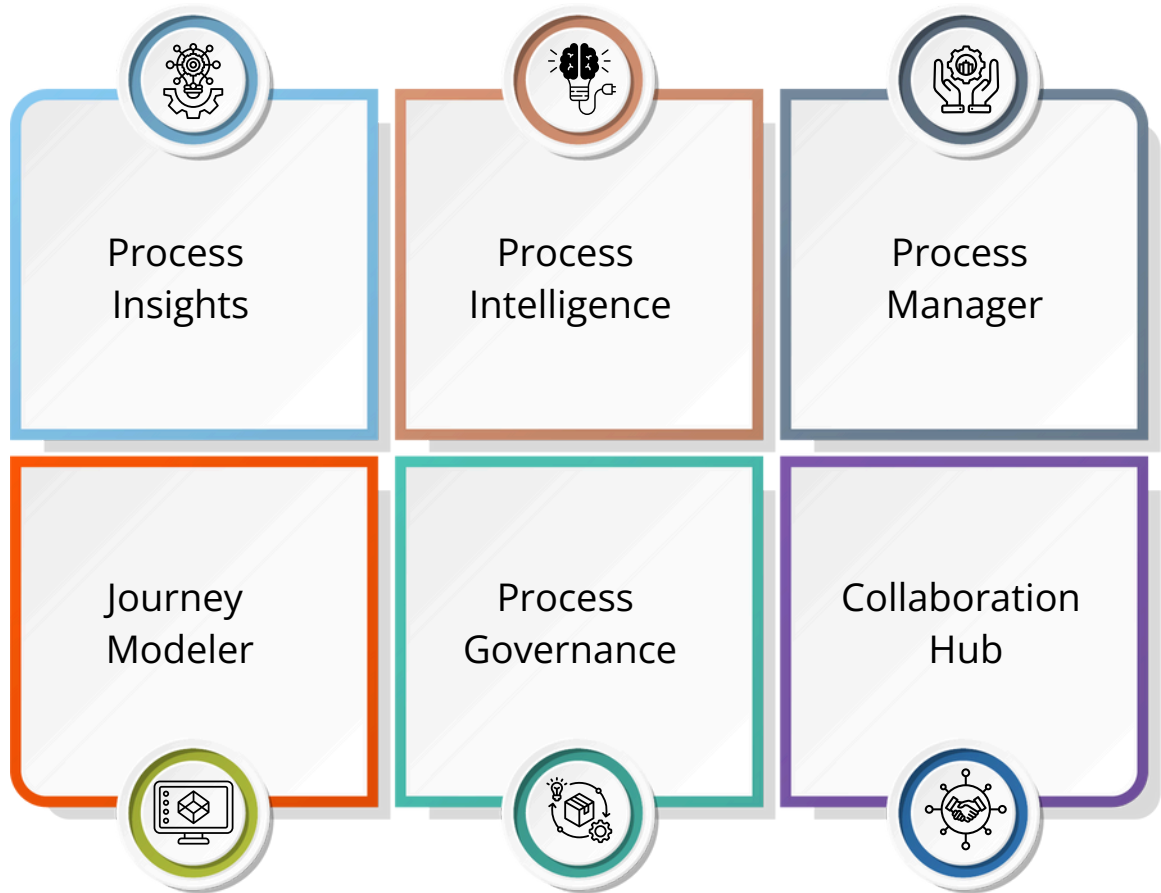 Process
Insights
Process
Intelligence
Process
Manager
Journey
Modeler
Process
Governance
Collaboration
Hub